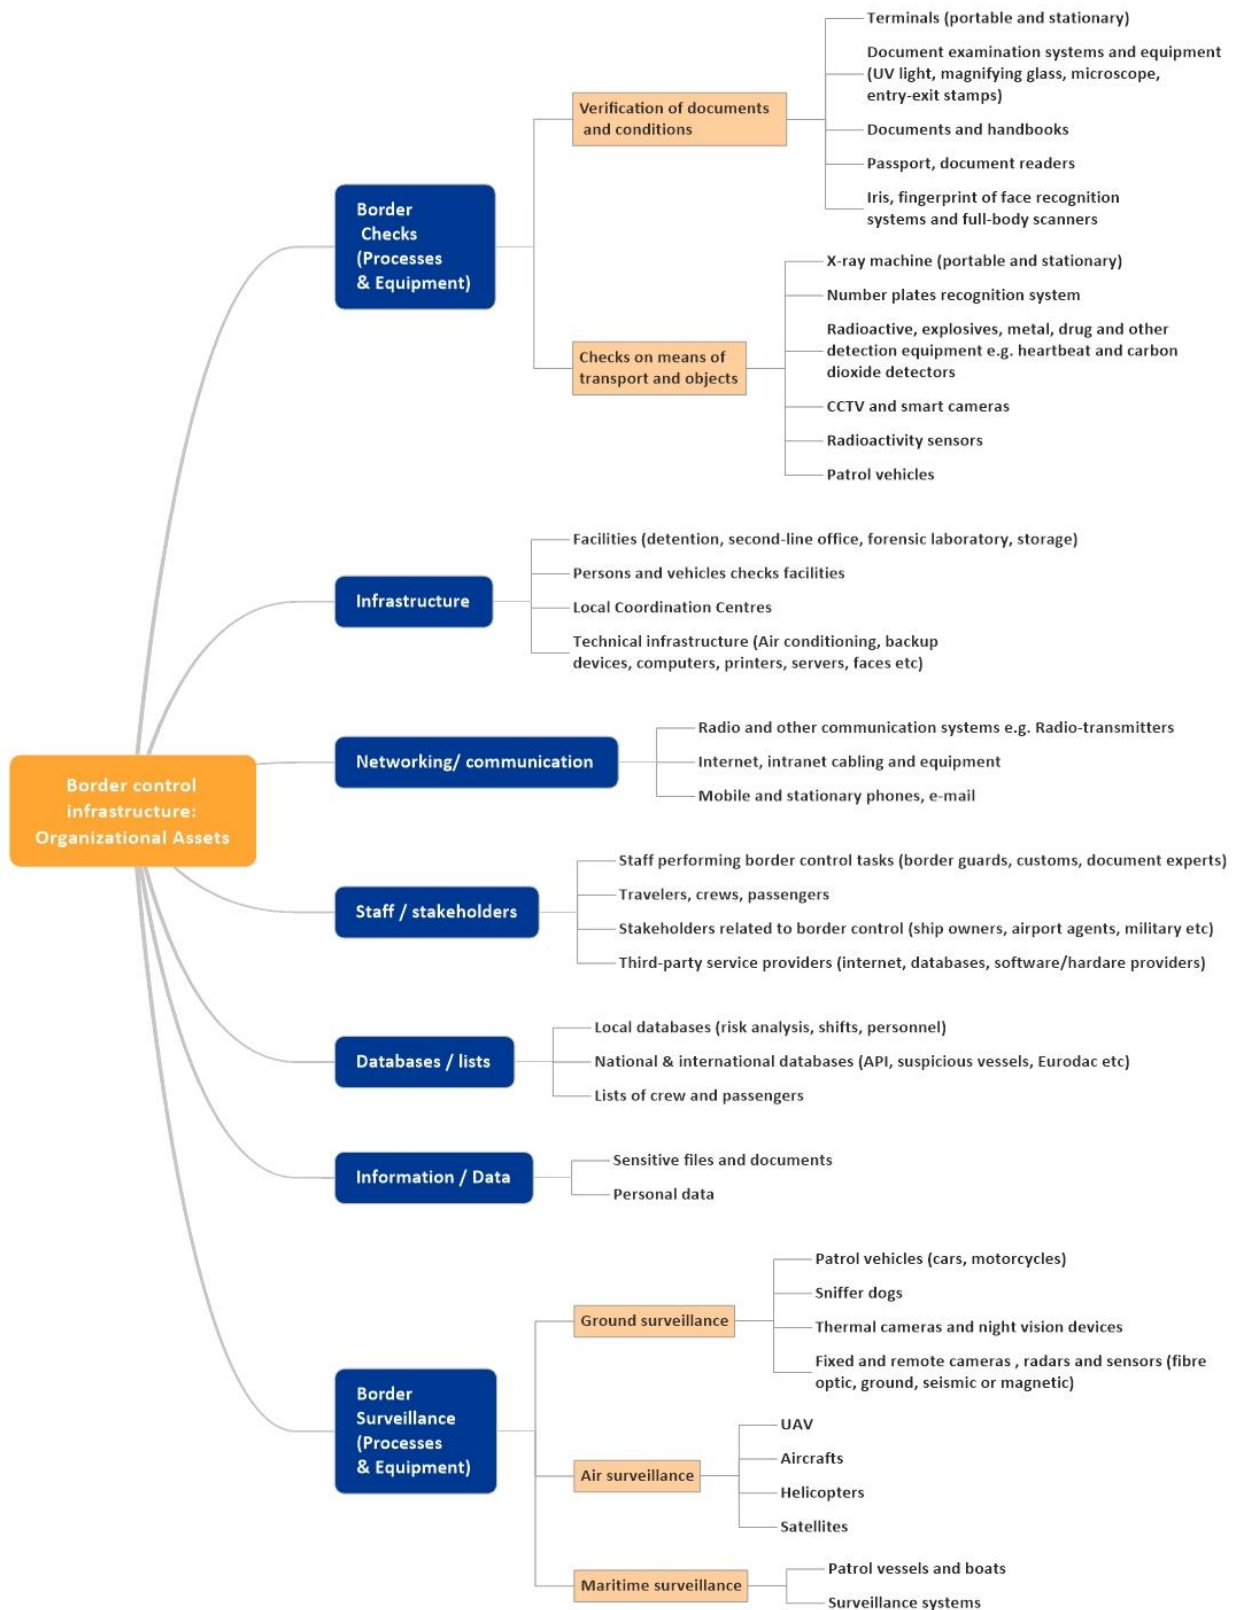 Terminals (portable and stationary)
Document examination systems and equipment
(UV light, magnifying glass, microscope,
entry-exit stamps)
Verification of documents
and conditions
Documents and handbooks
Passport, document readers
Iris, fingerprint of face recognition
systems and full-body scanners
Border
Checks
(Processes
& Equipment)
X-ray machine (portable and stationary)
Number plates recognition system
Radioactive, explosives, metal, drug and other
detection equipment e.g. heartbeat and carbon
dioxide detectors
Checks on means of
transport and objects
CCTV and smart cameras
Radioactivity sensors
Patrol vehicles
Infrastructure
Facilities (detention, second-line office, forensic laboratory, storage)
Persons and vehicles checks facilities
Local Coordination Centres
Technical infrastructure (Air conditioning, backup
devices, computers, printers, servers, faces etc)
Networking/ communication
Radio and other communication systems e.g. Radio-transmitters
Internet, intranet cabling and equipment
Mobile and stationary phones, e-mail
Border control
infrastructure:
Organizational Assets
Staff / stakeholders
Staff performing border control tasks (border guards, customs, document experts)
Travelers, crews, passengers
Stakeholders related to border control (ship owners, airport agents, military etc)
Third-party service providers (internet, databases, software/hardare providers)
Databases / lists
Local databases (risk analysis, shifts, personnel)
National & international databases (API, suspicious vessels, Eurodac etc)
Lists of crew and passengers
Information / Data
Sensitive files and documents
Personal data
Border
Surveillance
(Processes
& Equipment)
Ground surveillance
Patrol vehicles (cars, motorcycles)
Sniffer dogs
Thermal cameras and night vision devices
Fixed and remote cameras , radars and sensors (fibre
optic, ground, seismic or magnetic)
Air surveillance
UAV
Aircrafts
Helicopters
Satellites
Maritime surveillance
Patrol vessels and boats
Surveillance systems